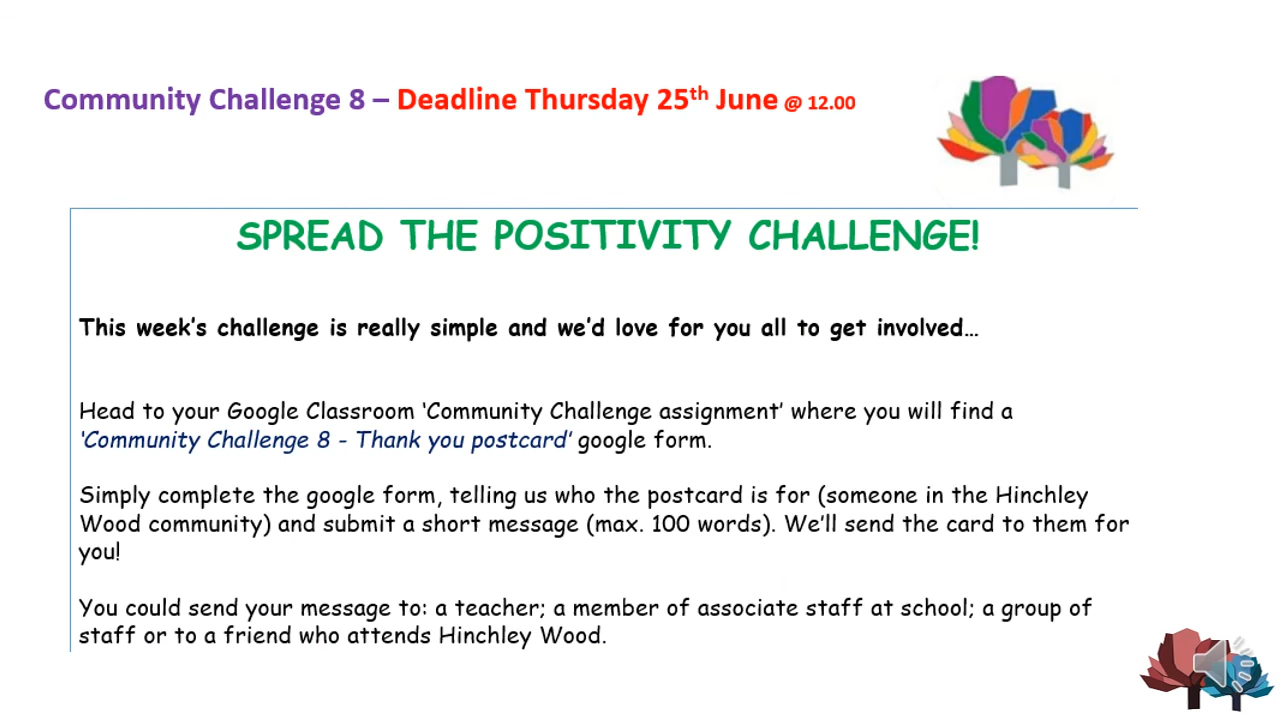 Community Challenge 8 – Deadline Thursday 25th June @ 12.00
SPREAD THE POSITIVITY CHALLENGE!
This week's challenge is really simple and we'd love for you all to get involved…
Head to your Google Classroom ‘Community Challenge assignment’ where you will find a
‘Community Challenge 8 - Thank you postcard’ google form.
Simply complete the google form, telling us who the postcard is for (someone in the Hinchley
Wood community) and submit a short message (max. 100 words). We’ll send the card to them for
you!
You could send your message to: a teacher; a member of associate staff at school; a group of
staff or to a friend who attends Hinchley Wood.